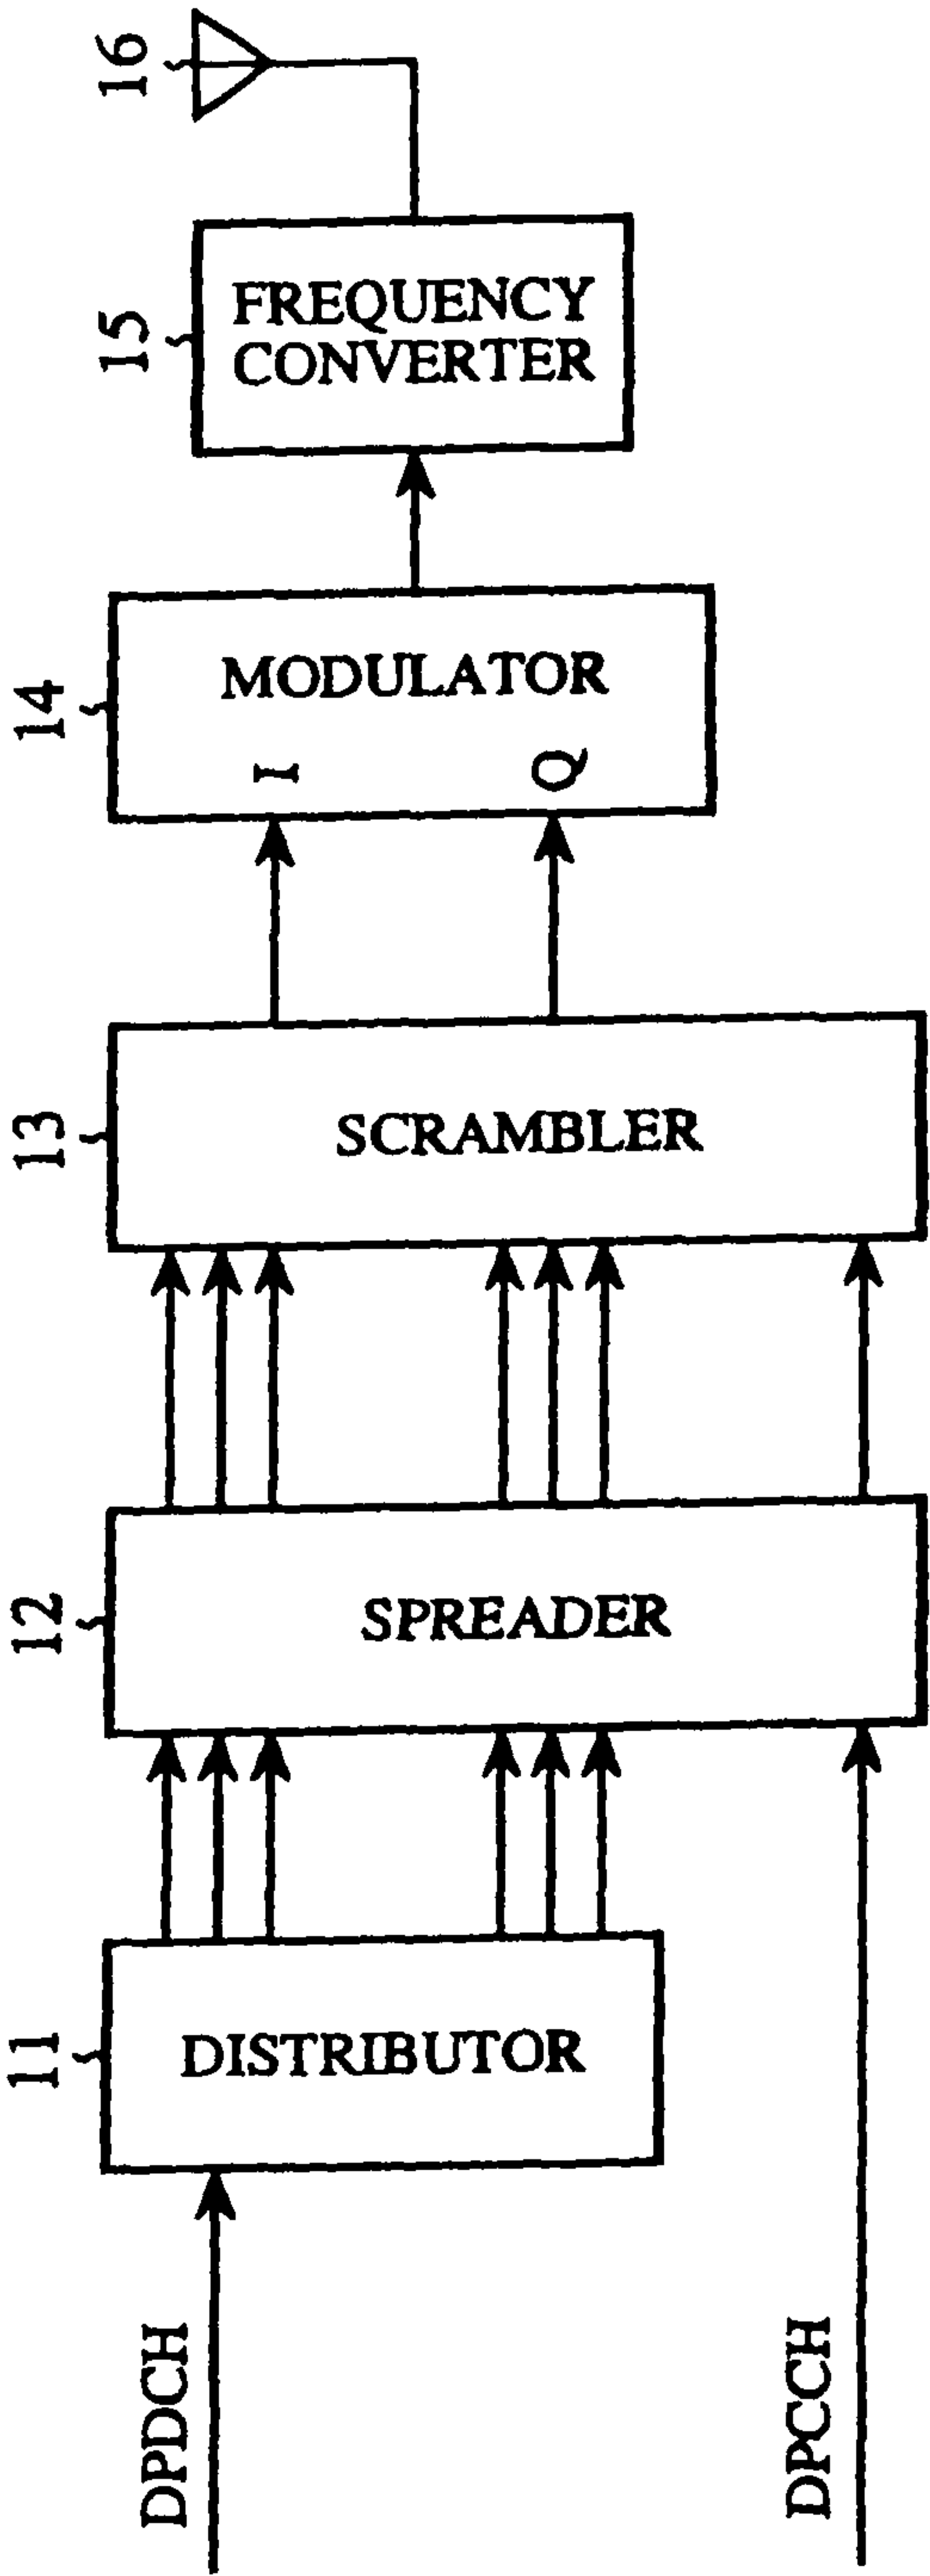 DPDCH
DPCCH
11
DISTRIBUTOR
12
SPREADER
13
SCRAMBLER
14
MODULATOR
I
Q
15
FREQUENCY
CONVERTER
16